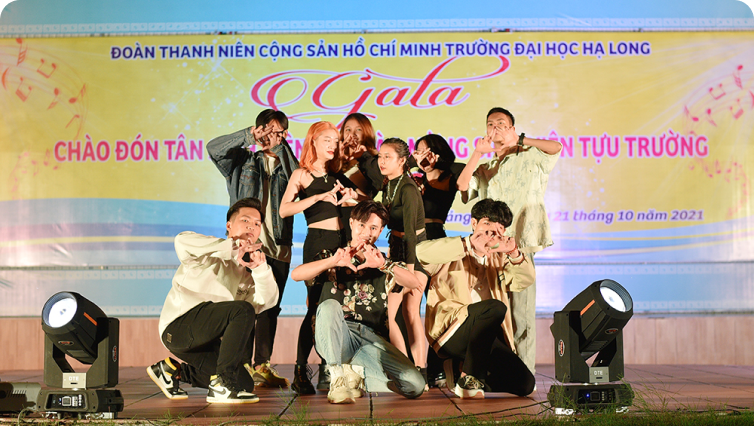 ĐOÀN THANH NIÊN CỘNG SẢN HỒ CHÍ MINH TRƯỜNG ĐẠI HỌC HẠ LONG
Gala
CHÀO ĐÓN TÂN TỰU TRƯỜNG
21 tháng 10 năm 2021